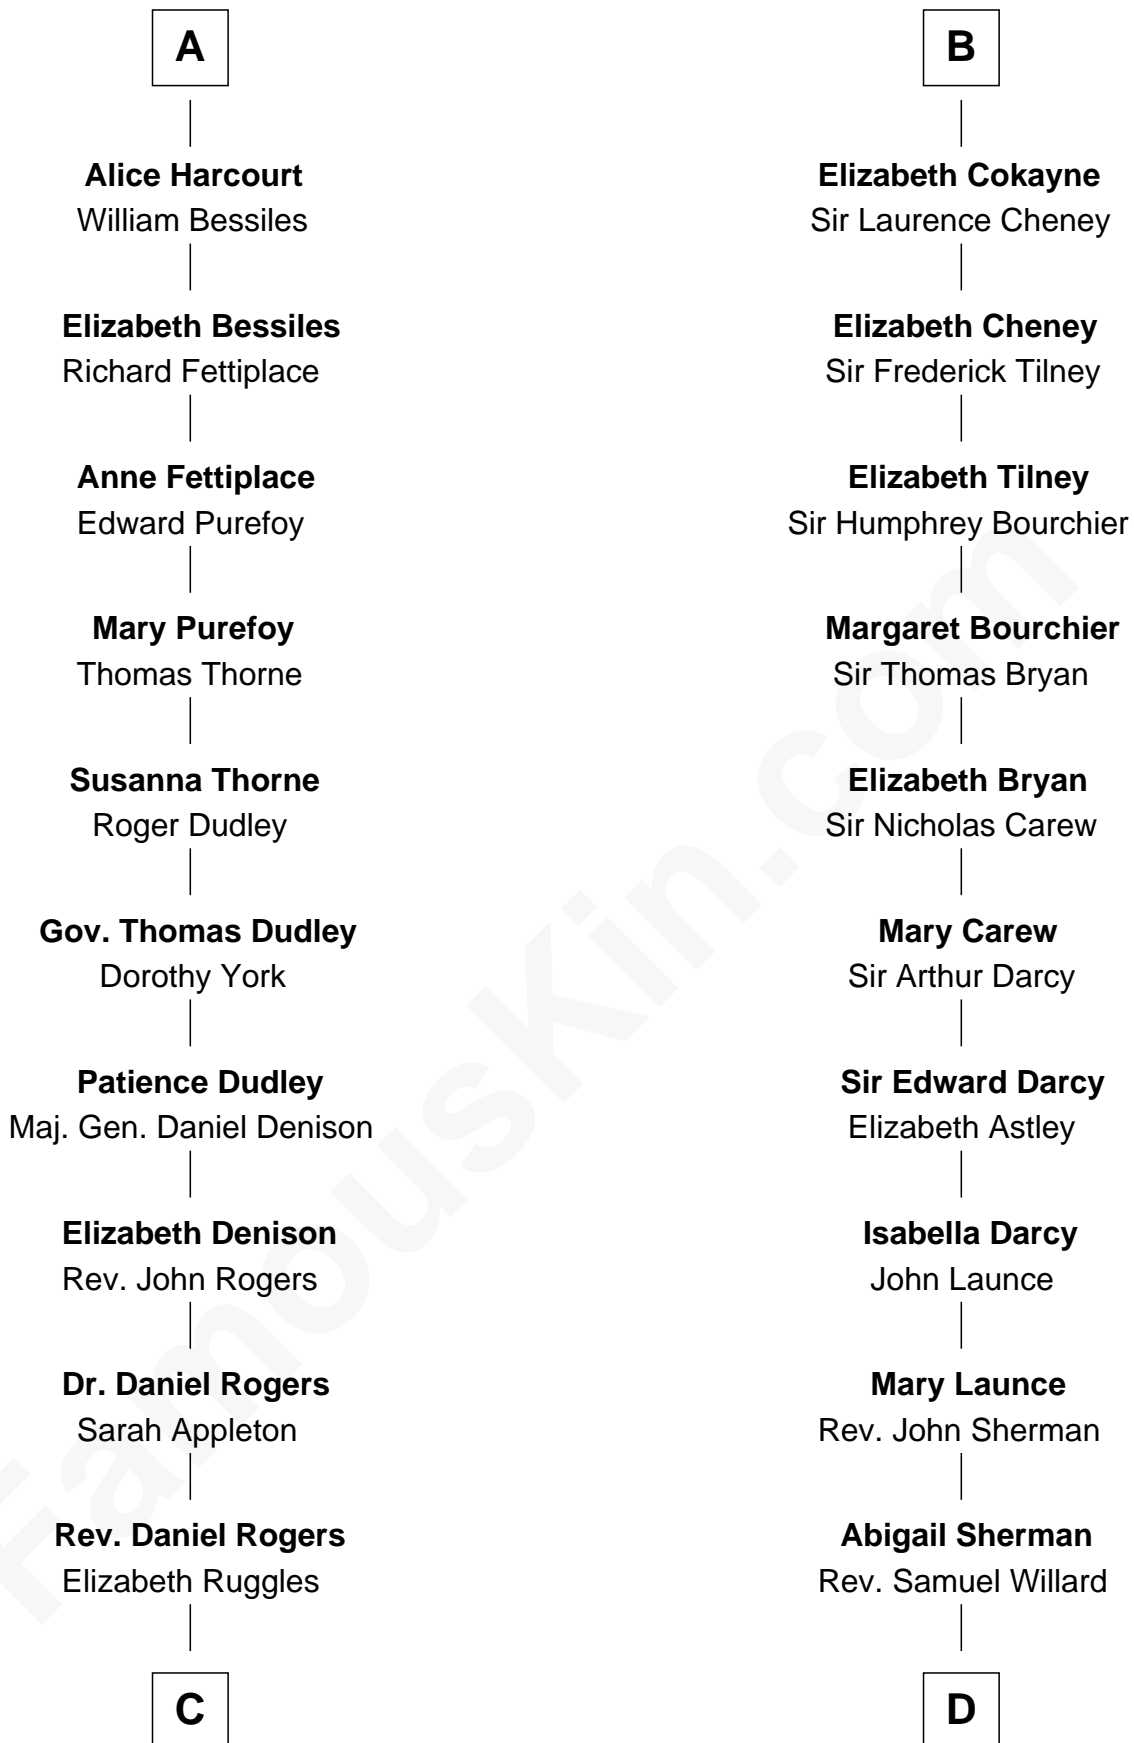 A
Alice Harcourt
William Bessiles
Elizabeth Bessiles
Richard Fettiplace
Anne Fettiplace
Edward Purefoy
Mary Purefoy
Thomas Thorne
Susanna Thorne
Roger Dudley
Gov. Thomas Dudley
Dorothy York
Patience Dudley
Maj. Gen. Daniel Denison
Elizabeth Denison
Rev. John Rogers
Dr. Daniel Rogers
Sarah Appleton
Rev. Daniel Rogers
Elizabeth Ruggles
C
B
Elizabeth Cokayne
Sir Laurence Cheney
Elizabeth Cheney
Sir Frederick Tilney
Elizabeth Tilney
Sir Humphrey Bourchier
Margaret Bourchier
Sir Thomas Bryan
Elizabeth Bryan
Sir Nicholas Carew
Mary Carew
Sir Arthur Darcy
Sir Edward Darcy
Elizabeth Astley
Isabella Darcy
John Launce
Mary Launce
Rev. John Sherman
Abigail Sherman
Rev. Samuel Willard
D
FamousKin.com